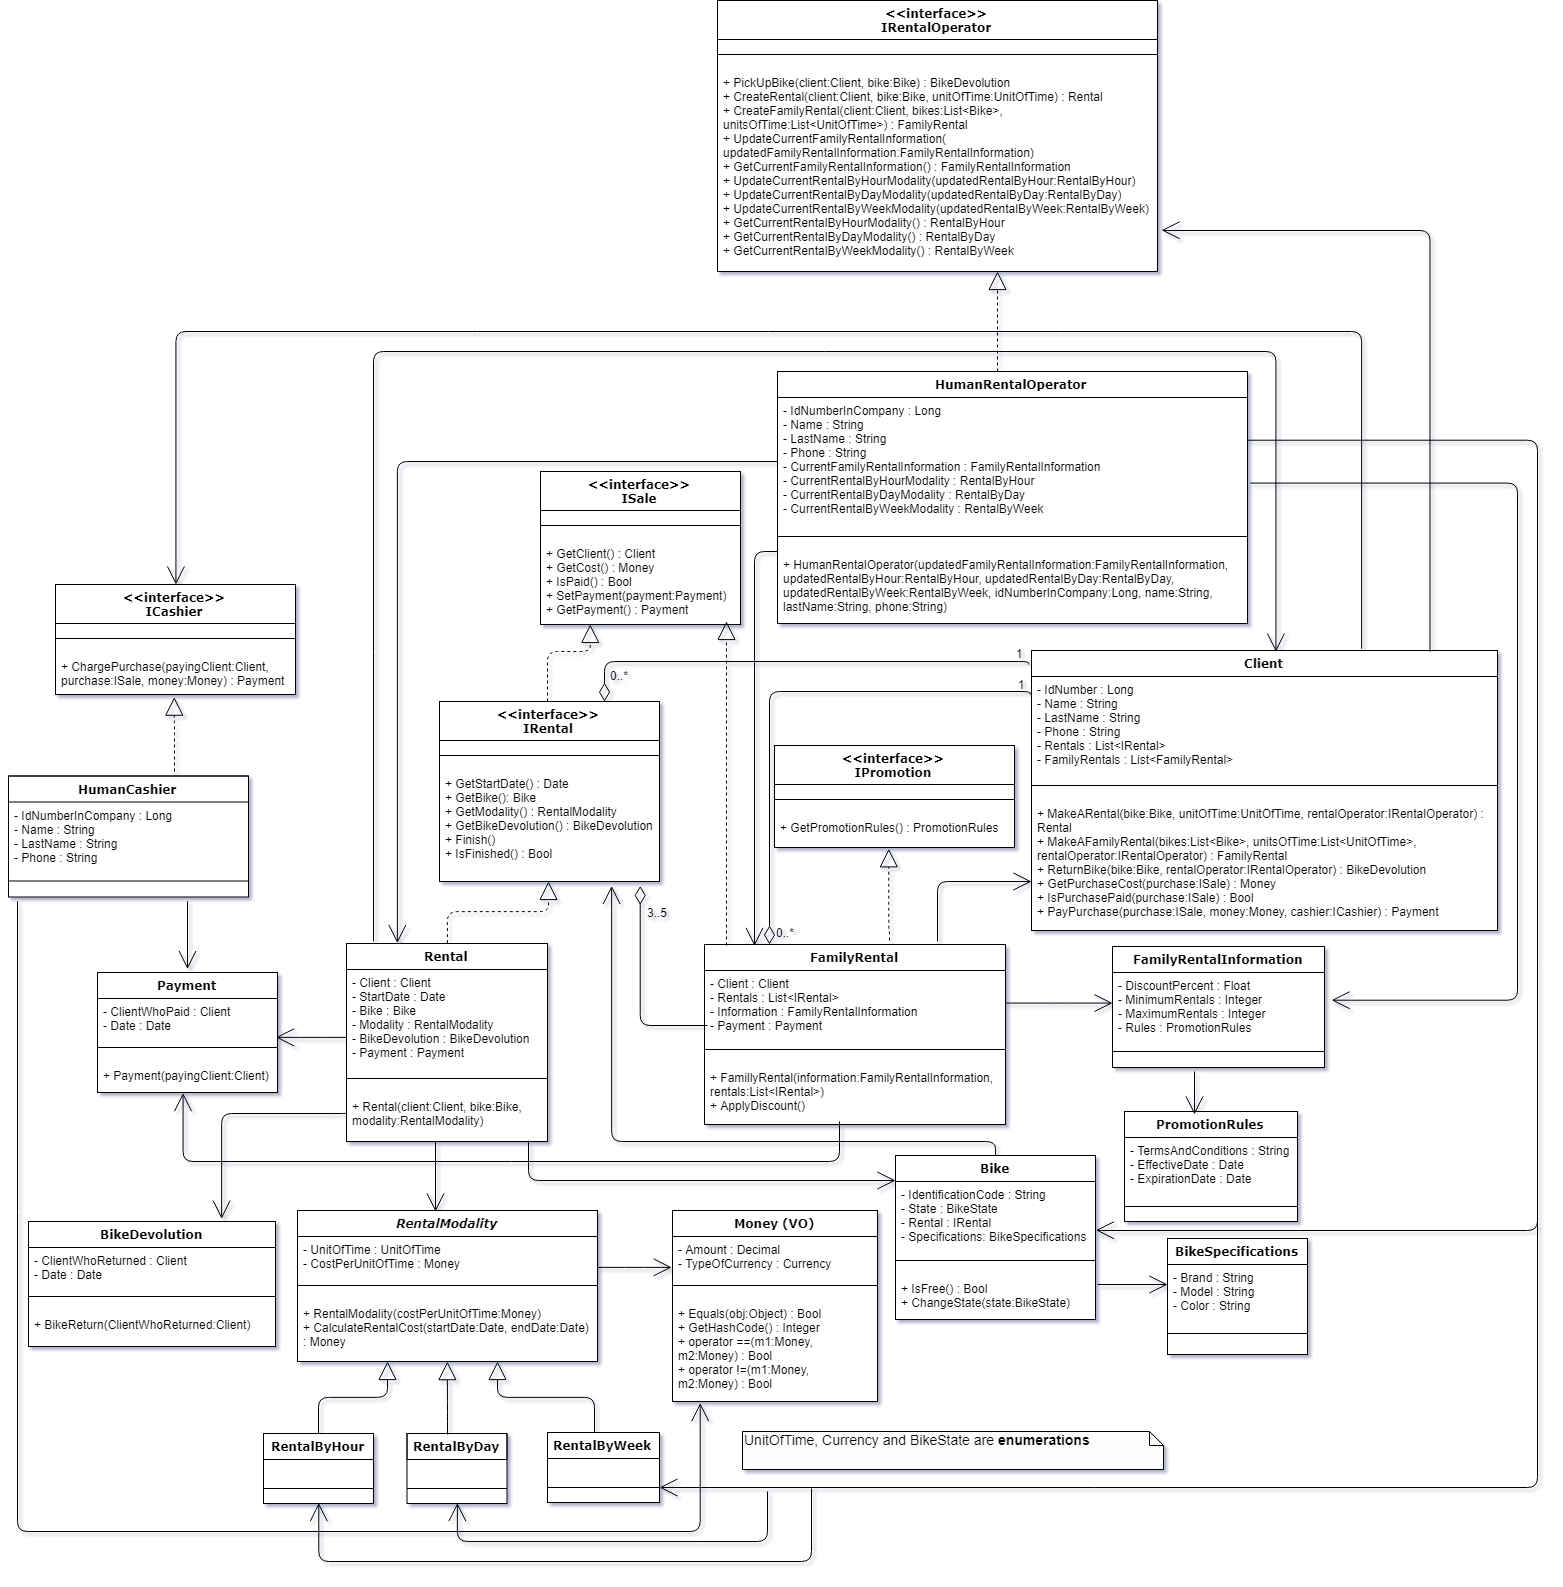 <<interface>>
IRentalOperator
+ PickUpBike(client:Client, bike:Bike) : BikeDevolution
+ CreateRental(client:Client, bike:Bike, unitOfTime:UnitOfTime) : Rental
+ CreateFamilyRental(client:Client, bikes:List<Bike>,
unitsOfTime:List<UnitOfTime>) : FamilyRental
+ UpdateCurrentFamilyRentalInformation(
updatedFamilyRentalInformation:FamilyRentalInformation)
+ GetCurrentFamilyRentalInformation() : FamilyRentalInformation
+ UpdateCurrentRentalByHourModality(updatedRentalByHour:RentalByHour)
+ UpdateCurrentRentalByDayModality(updatedRentalByDay:RentalByDay)
+ UpdateCurrentRentalByWeekModality(updatedRentalByWeek:RentalByWeek)
+ GetCurrentRentalByHourModality() : RentalByHour
+ GetCurrentRentalByDayModality() : RentalByDay
+ GetCurrentRentalByWeekModality() : RentalByWeek
HumanRentalOperator
- IdNumberInCompany : Long
- Name : String
- LastName : String
- Phone : String
- CurrentFamilyRentalInformation : FamilyRentalInformation
- CurrentRentalByHourModality : RentalByHour
- CurrentRentalByDayModality : RentalByDay
- CurrentRentalByWeekModality : RentalByWeek
+ HumanRentalOperator(updatedFamilyRentalInformation:FamilyRentalInformation,
updatedRentalByHour:RentalByHour, updatedRentalByDay:RentalByDay,
updatedRentalByWeek:RentalByWeek, idNumberInCompany:Long, name:String,
lastName:String, phone:String)
<<interface>>
ISale
+ GetClient() : Client
+ GetCost() : Money
+ IsPaid() : Bool
+ SetPayment(payment:Payment)
+ GetPayment() : Payment
<<interface>>
ICashier
+ ChargePurchase(payingClient:Client,
purchase:ISale, money:Money) : Payment
1
0..*
1
Client
- IdNumber : Long
- Name : String
- LastName : String
- Phone : String
- Rentals : List<IRental>
- FamilyRentals : List<FamilyRental>
+ MakeARental(bike:Bike, unitOfTime:UnitOfTime, rentalOperator:IRentalOperator) :
Rental
+ MakeAFamilyRental(bikes:List<Bike>, unitsOfTime:List<UnitOfTime>,
rentalOperator:IRentalOperator) : FamilyRental
+ ReturnBike(bike:Bike, rentalOperator:IRentalOperator) : BikeDevolution
+ GetPurchaseCost(purchase:ISale) : Money
+ IsPurchasePaid(purchase:ISale) : Bool
+ PayPurchase(purchase:ISale, money:Money, cashier:ICashier) : Payment
<<interface>>
IRental
+ GetStartDate() : Date
+ GetBike(): Bike
+ GetModality() : RentalModality
+ GetBikeDevolution() : BikeDevolution
+ Finish()
+ IsFinished() : Bool
<<interface>>
IPromotion
+ GetPromotionRules() : PromotionRules
HumanCashier
- IdNumberInCompany : Long
- Name : String
- LastName : String
- Phone : String
3..5
0..*
Rental
- Client : Client
- StartDate : Date
- Bike : Bike
- Modality : RentalModality
- BikeDevolution : BikeDevolution
- Payment : Payment
+ Rental(client:Client, bike:Bike,
modality:RentalModality)
FamilyRental
- Client : Client
- Rentals : List<IRental>
- Information : FamilyRentalInformation
- Payment : Payment
+ FamillyRental(information:FamilyRentalInformation,
rentals:List<IRental>)
+ ApplyDiscount()
FamilyRentalInformation
- DiscountPercent : Float
- MinimumRentals : Integer
- MaximumRentals : Integer
- Rules : PromotionRules
Payment
- ClientWhoPaid : Client
- Date : Date
+ Payment(payingClient:Client)
PromotionRules
- TermsAndConditions : String
- EffectiveDate : Date
- ExpirationDate : Date
Bike
- IdentificationCode : String
- State : BikeState
- Rental : IRental
- Specifications: BikeSpecifications
+ IsFree() : Bool
+ ChangeState(state:BikeState)
BikeDevolution
- ClientWhoReturned : Client
- Date : Date
+ BikeReturn(ClientWhoReturned:Client)
RentalModality
- UnitOfTime : UnitOfTime
- CostPerUnitOfTime : Money
+ RentalModality(costPerUnitOfTime:Money)
+ CalculateRentalCost(startDate:Date, endDate:Date)
: Money
Money (VO)
- Amount : Decimal
- TypeOfCurrency : Currency
+ Equals(obj:Object) : Bool
+ GetHashCode() : Integer
+ operator ==(m1:Money,
m2:Money) : Bool
+ operator !=(m1:Money,
m2:Money) : Bool
BikeSpecifications
- Brand : String
- Model : String
- Color : String
RentalByHour
RentalByDay
RentalByWeek
UnitOfTime, Currency and BikeState are enumerations